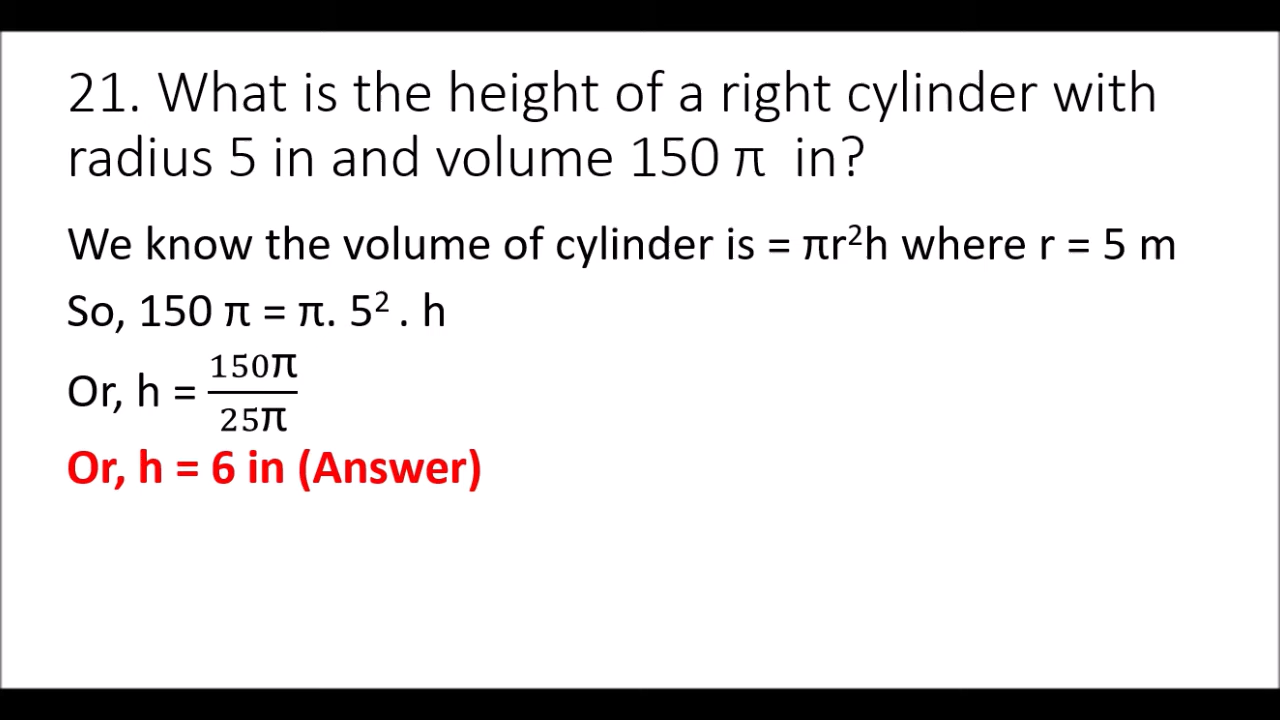 21. What is the height of a right cylinder with
radius 5 in and volume 150 π  in?
We know the volume of cylinder is = πr²h where r = 5 m
So, 150 π = π. 5² . h
Or, h = 150π/25π
Or, h = 6 in (Answer)